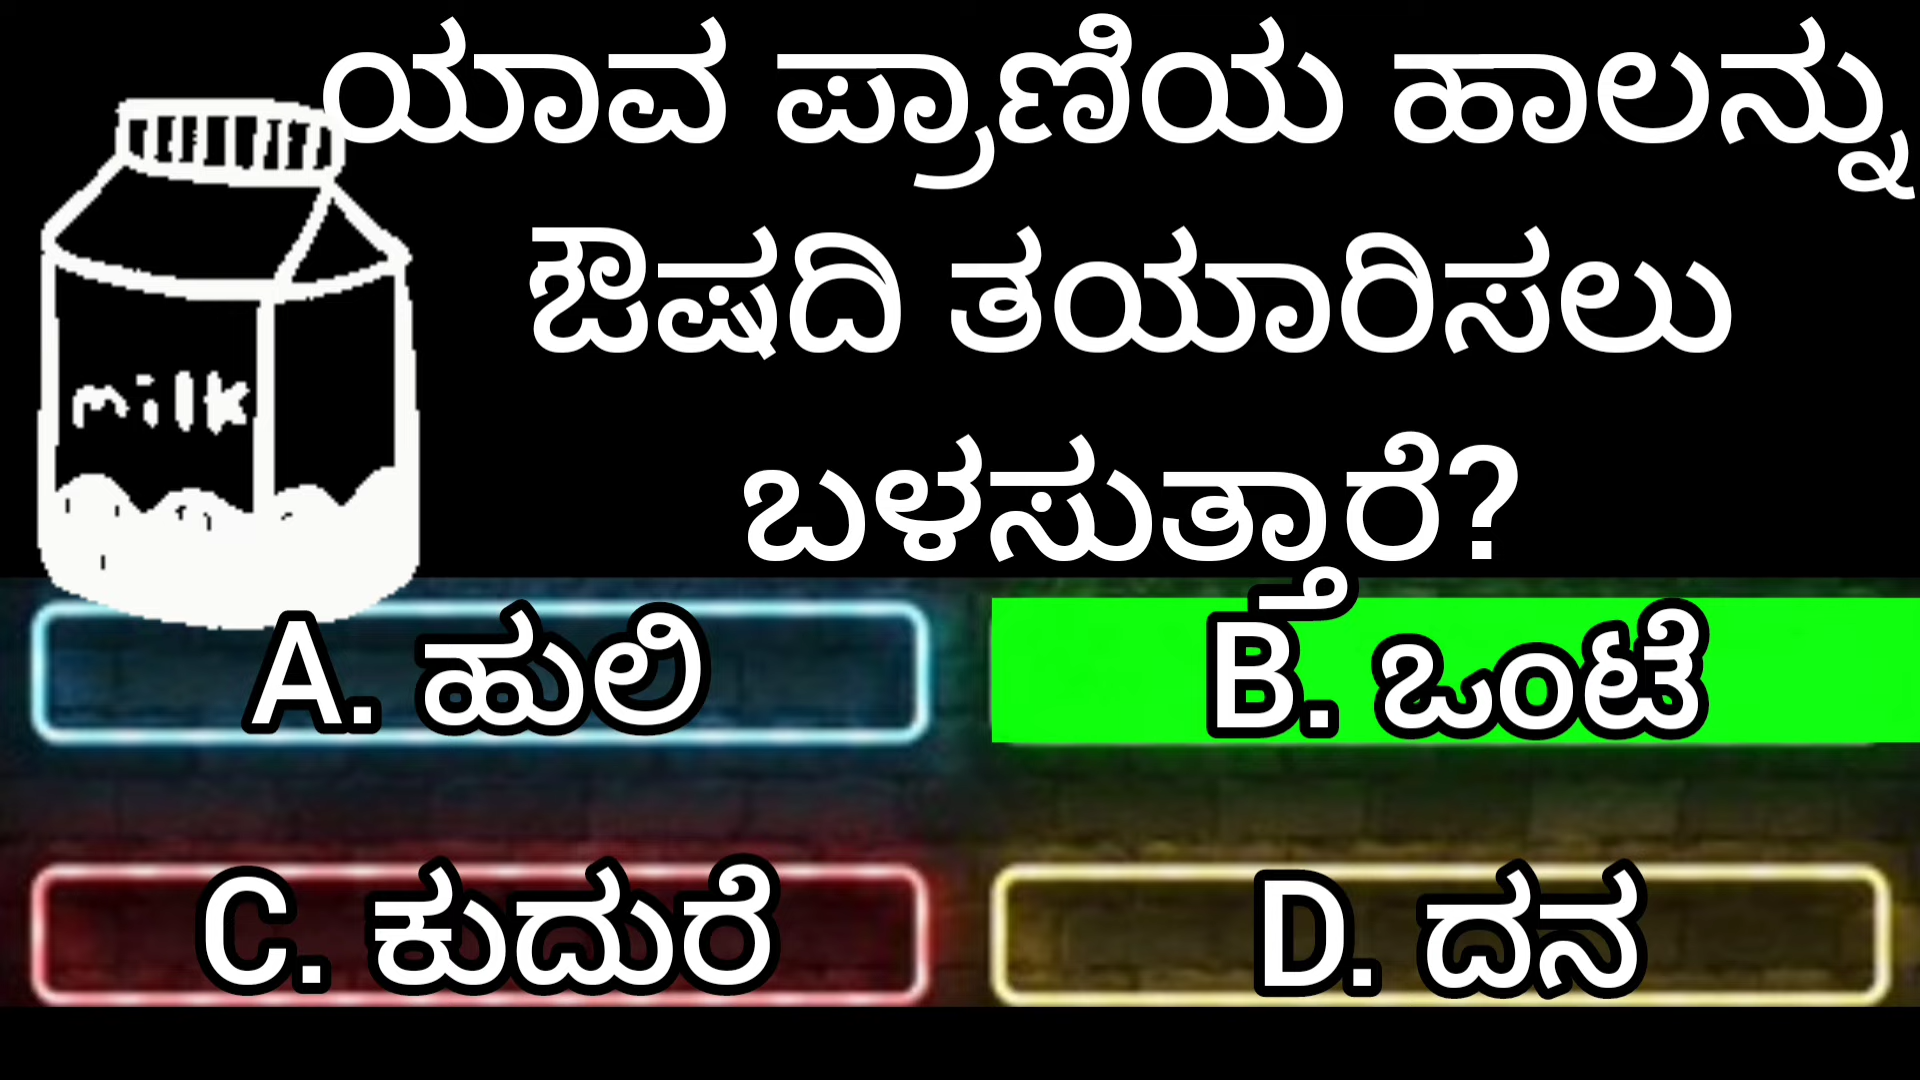 ಯಾವ ಪ್ರಾಣಿಯ ಹಾಲನ್ನು
ಔಷದಿ ತಯಾರಿಸಲು
ಬಳಸುತ್ತಾರೆ?
milk
A. ಹುಲಿ
B. ಒಂಟೆ
C. ಕುದುರೆ
D. ದನ